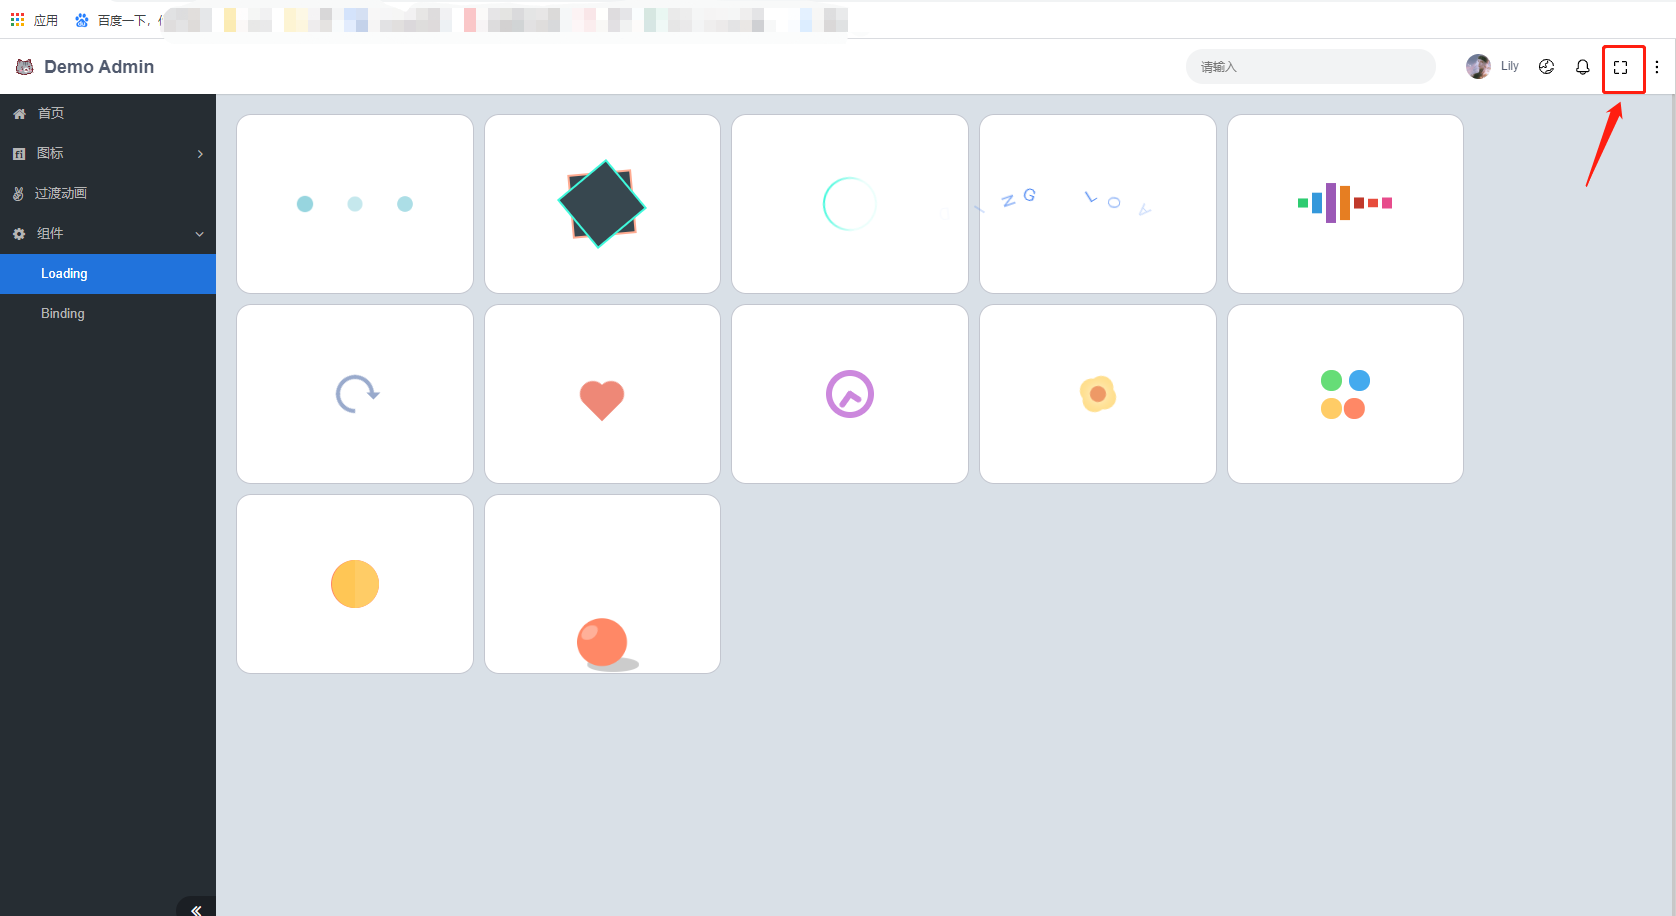 应用
百度一下，
Demo Admin
请输入
Lily
首页
图标
过渡动画
组件
Loading
Binding
N G
L O